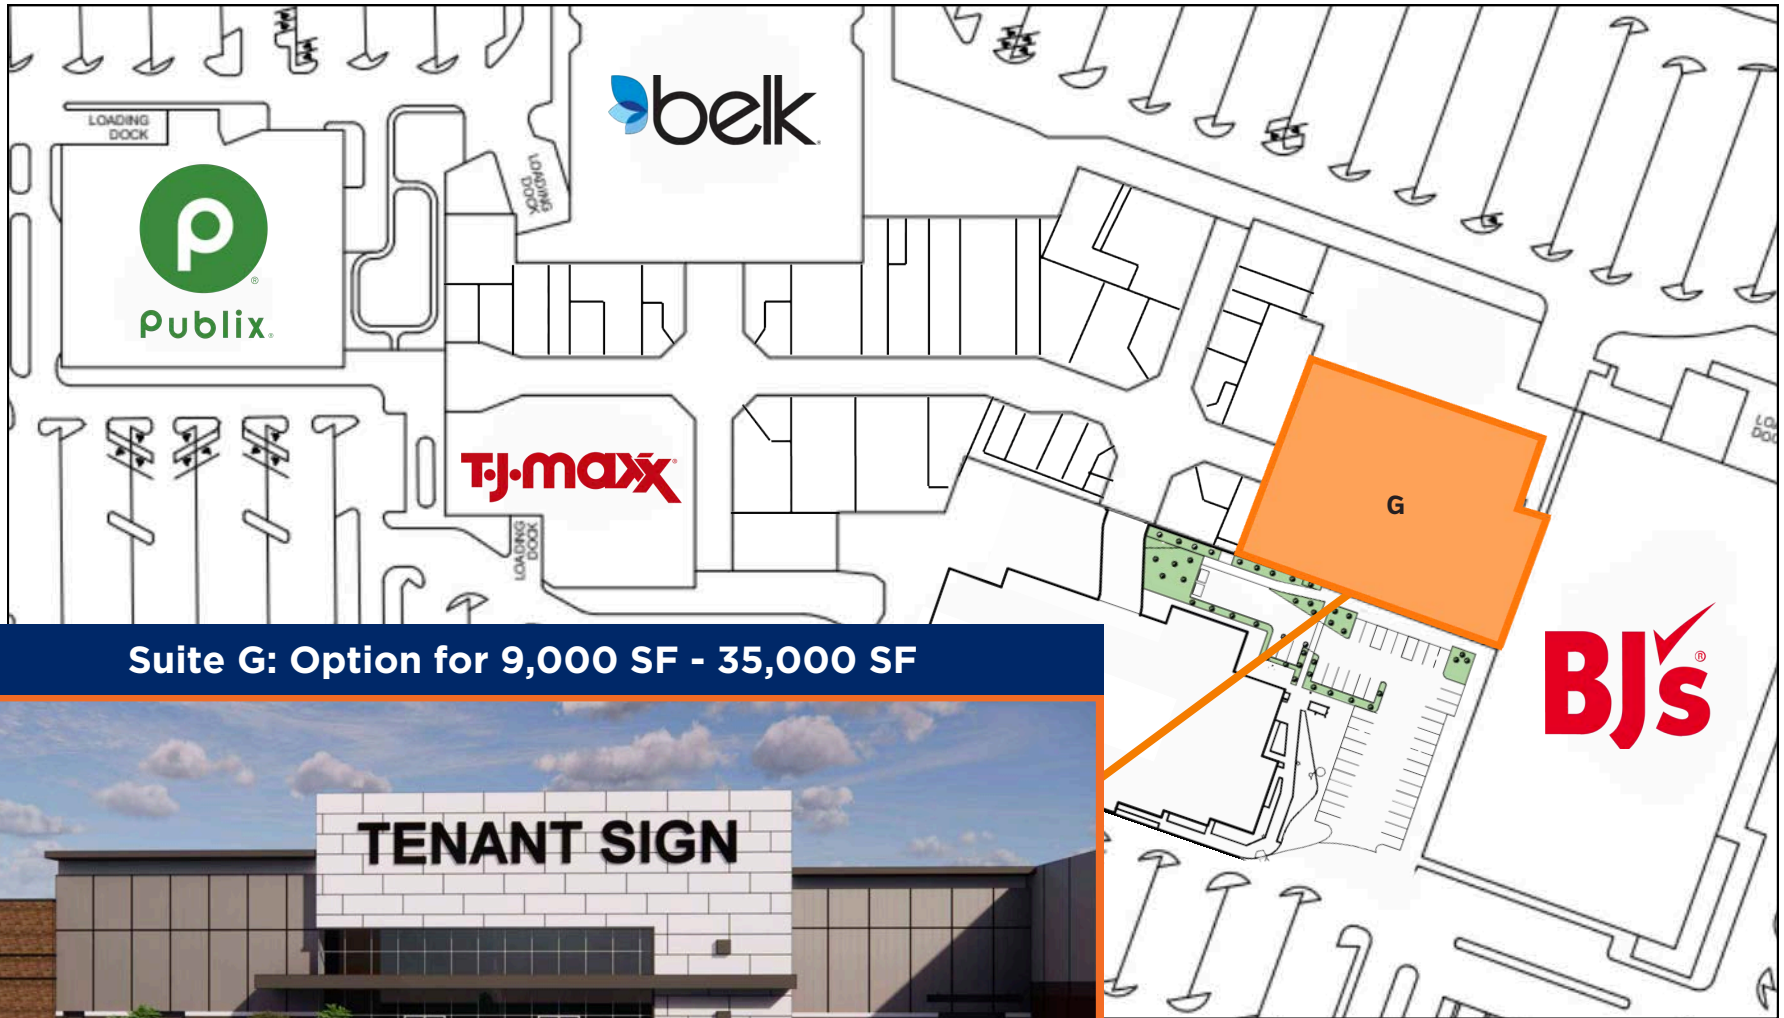 LOADING
DOCK
belk
LOADING
DOCK
Publix
T·J·maxx
LOADING
DOCK
G
BJ's
Suite G: Option for 9,000 SF - 35,000 SF
TENANT SIGN